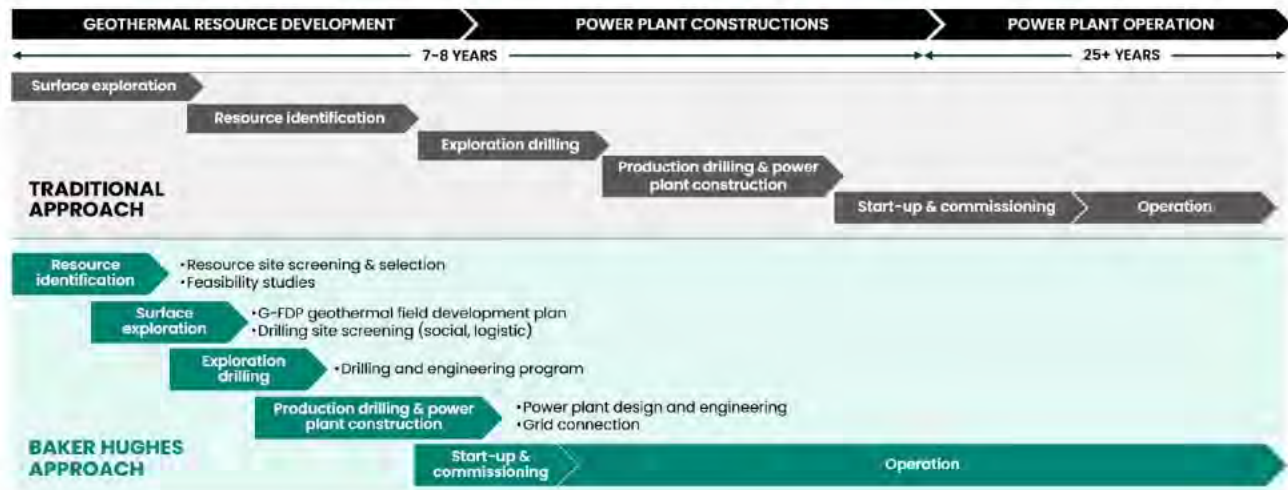 GEOTHERMAL RESOURCE DEVELOPMENT
POWER PLANT CONSTRUCTIONS
POWER PLANT OPERATION
7-8 YEARS
25+ YEARS
Surface exploration
Resource identification
Exploration drilling
Production drilling & power
plant construction
Start-up & commissioning
Operation
TRADITIONAL
APPROACH
Resource
identification
•Resource site screening & selection
•Feasibility studies
Surface
exploration
•G-FDP geothermal field development plan
•Drilling site screening (social, logistic)
Exploration
drilling
•Drilling and engineering program
Production drilling & power
plant construction
•Power plant design and engineering
•Grid connection
Start-up &
commissioning
Operation
BAKER HUGHES
APPROACH